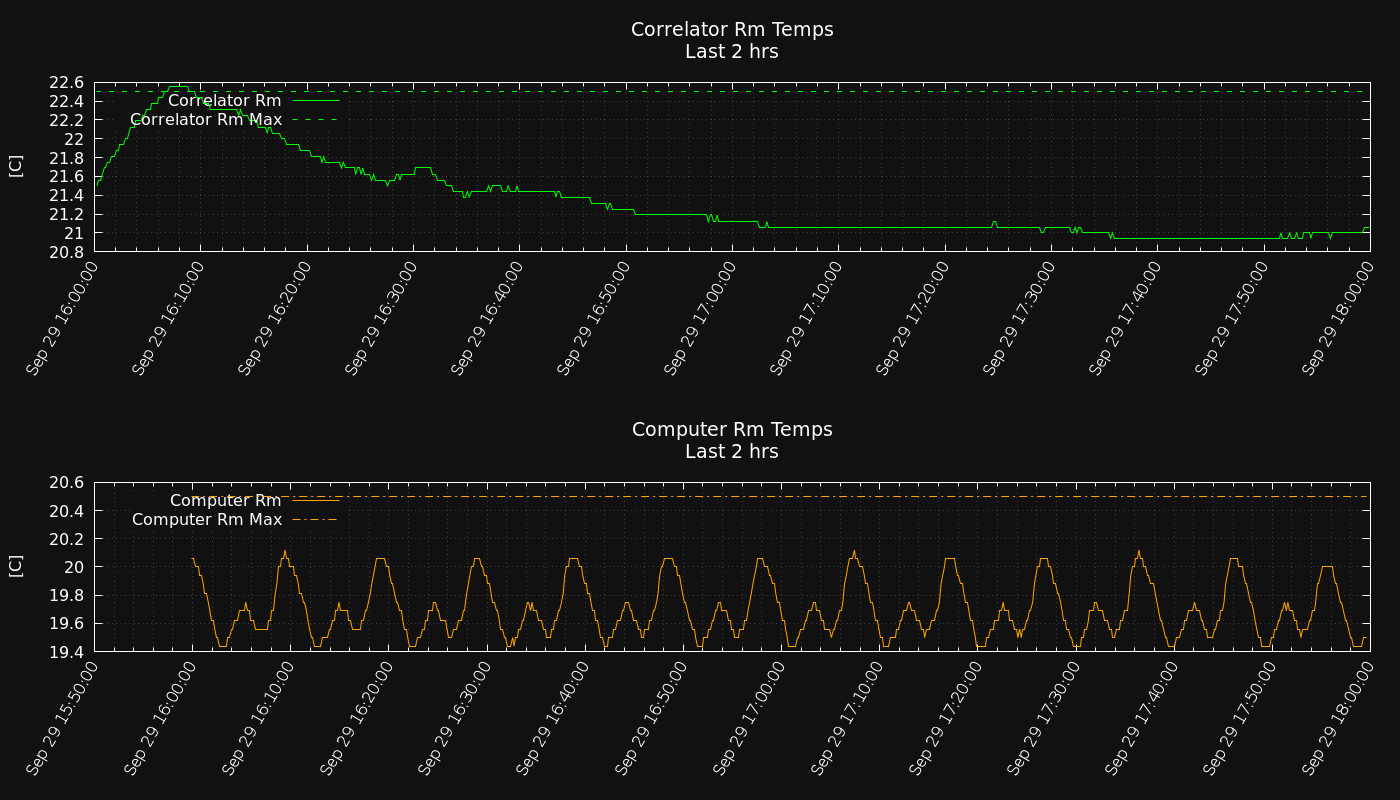 Correlator Rm Temps
Last 2 hrs
22.6
22.4
22.2
22
21.8
21.6
21.4
21.2
21
20.8
[C]
Correlator Rm
Correlator Rm Max
Sep 29 16:00:00
Sep 29 16:10:00
Sep 29 16:20:00
Sep 29 16:30:00
Sep 29 16:40:00
Sep 29 16:50:00
Sep 29 17:00:00
Sep 29 17:10:00
Sep 29 17:20:00
Sep 29 17:30:00
Sep 29 17:40:00
Sep 29 17:50:00
Sep 29 18:00:00
Computer Rm Temps
Last 2 hrs
20.6
20.4
20.2
20
19.8
19.6
19.4
[C]
Computer Rm
Computer Rm Max
Sep 29 15:50:00
Sep 29 16:00:00
Sep 29 16:10:00
Sep 29 16:20:00
Sep 29 16:30:00
Sep 29 16:40:00
Sep 29 16:50:00
Sep 29 17:00:00
Sep 29 17:10:00
Sep 29 17:20:00
Sep 29 17:30:00
Sep 29 17:40:00
Sep 29 17:50:00
Sep 29 18:00:00